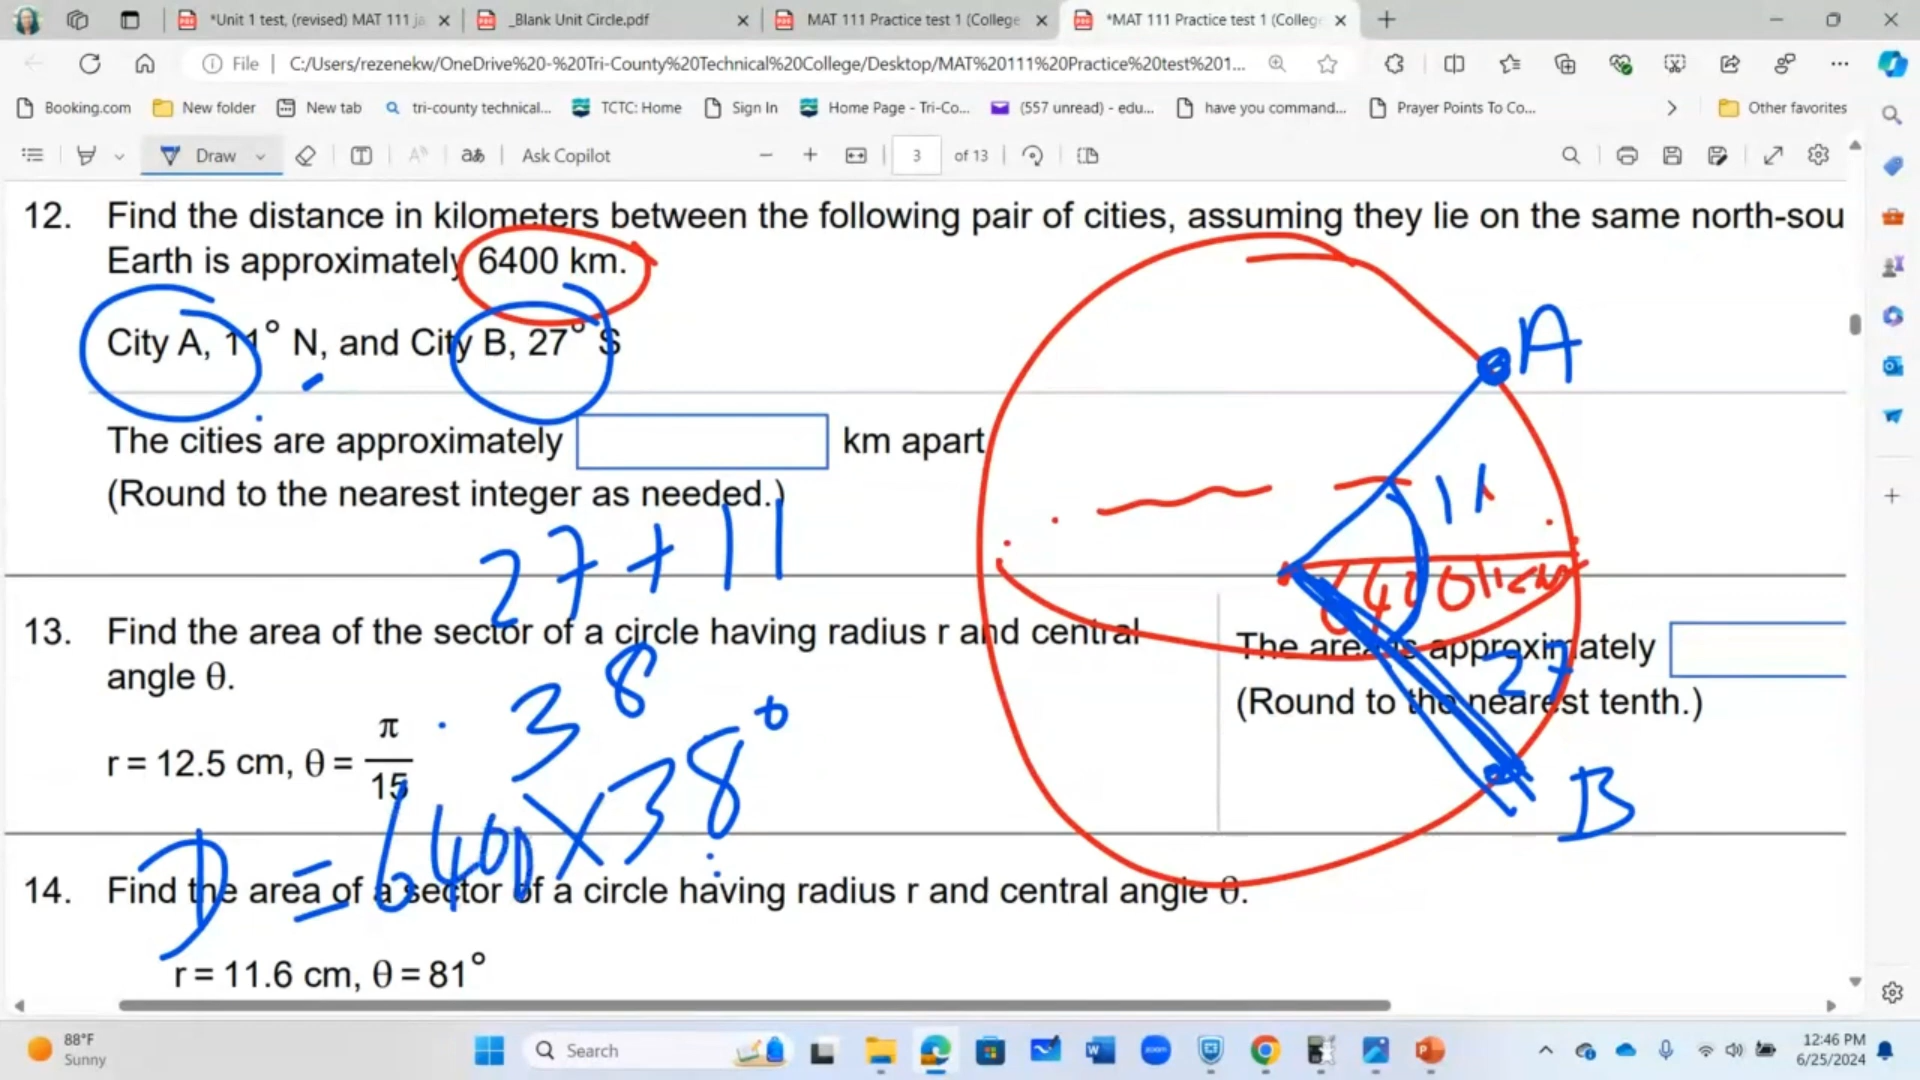 *Unit 1 test, (revised) MAT 111 ja
_Blank Unit Circle.pdf
MAT 111 Practice test 1 (College
*MAT 111 Practice test 1 (Colleg
File
C:/Users/rezenekw/OneDrive%20-%20Tri-County%20Technical%20College/Desktop/MAT%20111%20Practice%20test%201...
Booking.com
New folder
New tab
tri-county technical...
TCTC: Home
Sign In
Home Page - Tri-Co...
(557 unread) - edu...
have you command...
Prayer Points To Co...
Other favorites
Draw
Ask Copilot
3 of 13
12. Find the distance in kilometers between the following pair of cities, assuming they lie on the same north-sou
Earth is approximately 6400 km.
City A, 11° N, and City B, 27° S
A
The cities are approximately km apart
(Round to the nearest integer as needed.)
11
27 + 11
6400 km
13. Find the area of the sector of a circle having radius r and central
angle θ.
The area is approximately
(Round to the nearest tenth.)
27
38
r = 12.5 cm, θ = π/15
B
D = 6400 × 38°
14. Find the area of a sector of a circle having radius r and central angle θ.
r = 11.6 cm, θ = 81°
88°F
Sunny
Search
12:46 PM
6/25/2024